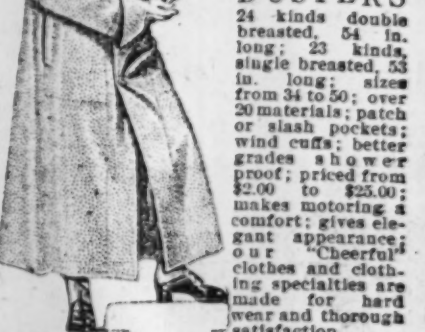 DUSTERS
24 kinds double
breasted, 54 in.
long; 23 kinds,
single breasted, 53
in. long; sizes
from 34 to 50; over
20 materials; patch
or slash pockets;
wind cuffs; better
grades shower
proof; priced from
$2.00 to $25.00;
makes motoring a
comfort; gives ele-
gant appearance;
our "Cheerful"
clothes and cloth-
ing specialties are
made for hard
wear and thorough
satisfaction